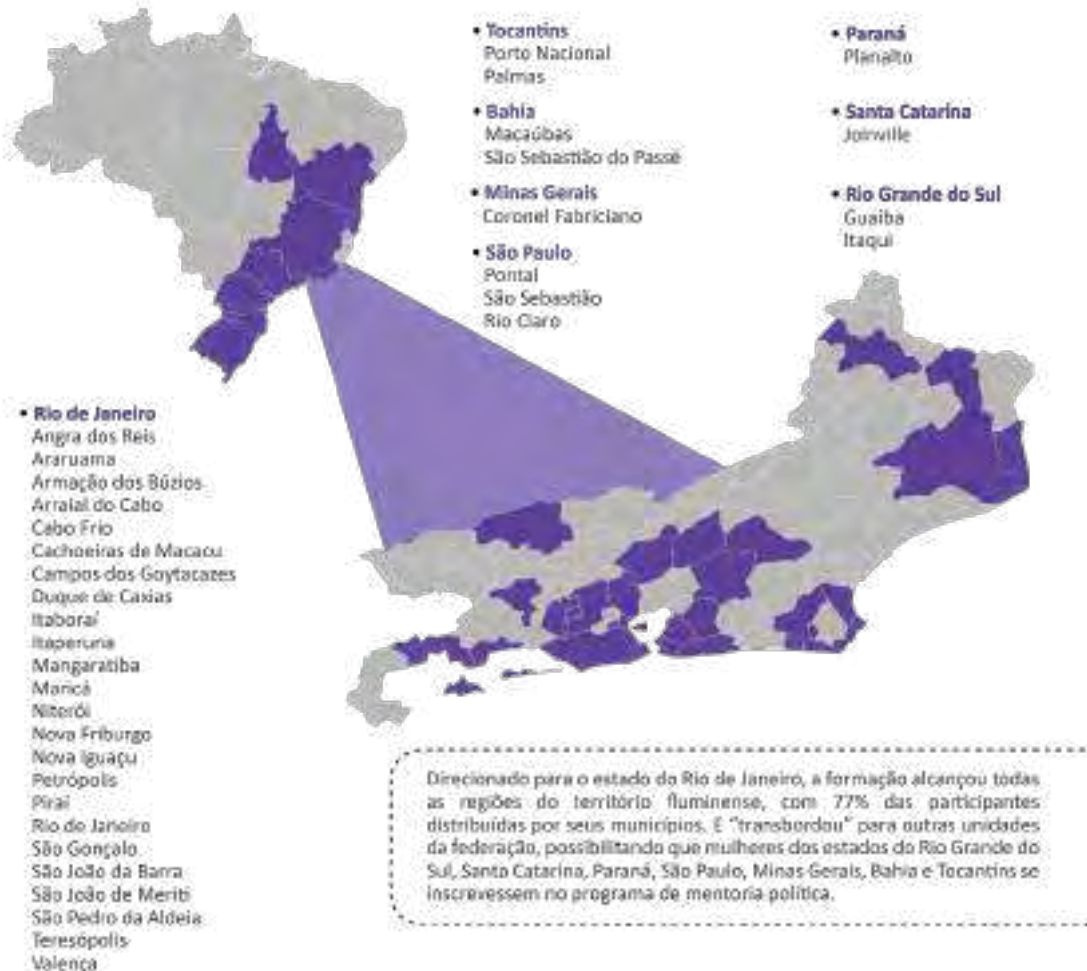 • Tocantins
Porto Nacional
Palmas
• Bahia
Macaúbas
São Sebastião do Passé
• Minas Gerais
Coronel Fabriciano
• São Paulo
Pontal
São Sebastião
Rio Claro
• Paraná
Planalto
• Santa Catarina
Joinville
• Rio Grande do Sul
Guaíba
Itaqui
• Rio de Janeiro
Angra dos Reis
Araruama
Armação dos Búzios
Arraial do Cabo
Cabo Frio
Cachoeiras de Macacu
Campos dos Goytacazes
Duque de Caxias
Itaboraí
Itaperuna
Mangaratiba
Maricá
Niterói
Nova Friburgo
Nova Iguaçu
Petrópolis
Piraí
Rio de Janeiro
São Gonçalo
São João da Barra
São João de Meriti
São Pedro da Aldeia
Teresópolis
Valença
Direcionado para o estado do Rio de Janeiro, a formação alcançou todas
as regiões do território fluminense, com 77% das participantes
distribuídas por seus municípios. E "transbordou" para outras unidades
da federação, possibilitando que mulheres dos estados do Rio Grande do
Sul, Santa Catarina, Paraná, São Paulo, Minas Gerais, Bahia e Tocantins se
inscrevessem no programa de mentoria política.